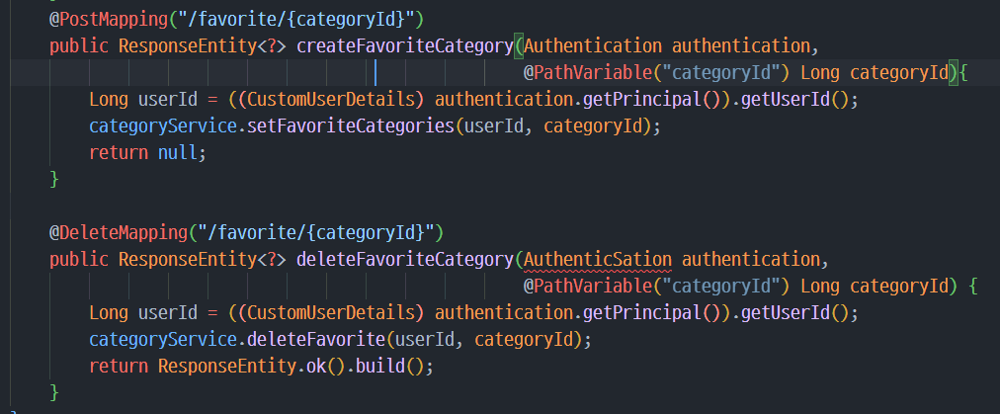 @PostMapping("/favorite/{categoryId}")
public ResponseEntity<?> createFavoriteCategory(Authentication authentication,
@PathVariable("categoryId") Long categoryId){
Long userId = ((CustomUserDetails) authentication.getPrincipal()).getUserId();
categoryService.setFavoriteCategories(userId, categoryId);
return null;
}
@DeleteMapping("/favorite/{categoryId}")
public ResponseEntity<?> deleteFavoriteCategory(AuthenticSation authentication,
@PathVariable("categoryId") Long categoryId) {
Long userId = ((CustomUserDetails) authentication.getPrincipal()).getUserId();
categoryService.deleteFavorite(userId, categoryId);
return ResponseEntity.ok().build();
}